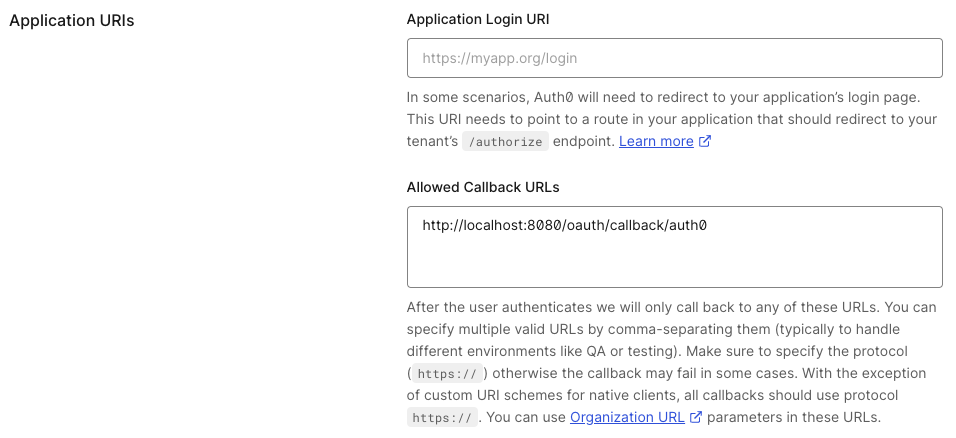 Application URIs
Application Login URI
https://myapp.org/login
In some scenarios, Auth0 will need to redirect to your application’s login page.
This URI needs to point to a route in your application that should redirect to your
tenant’s /authorize endpoint. Learn more
Allowed Callback URLs
http://localhost:8080/oauth/callback/auth0
After the user authenticates we will only call back to any of these URLs. You can
specify multiple valid URLs by comma-separating them (typically to handle
different environments like QA or testing). Make sure to specify the protocol
( https:// ) otherwise the callback may fail in some cases. With the exception
of custom URI schemes for native clients, all callbacks should use protocol
https:// . You can use Organization URL parameters in these URLs.